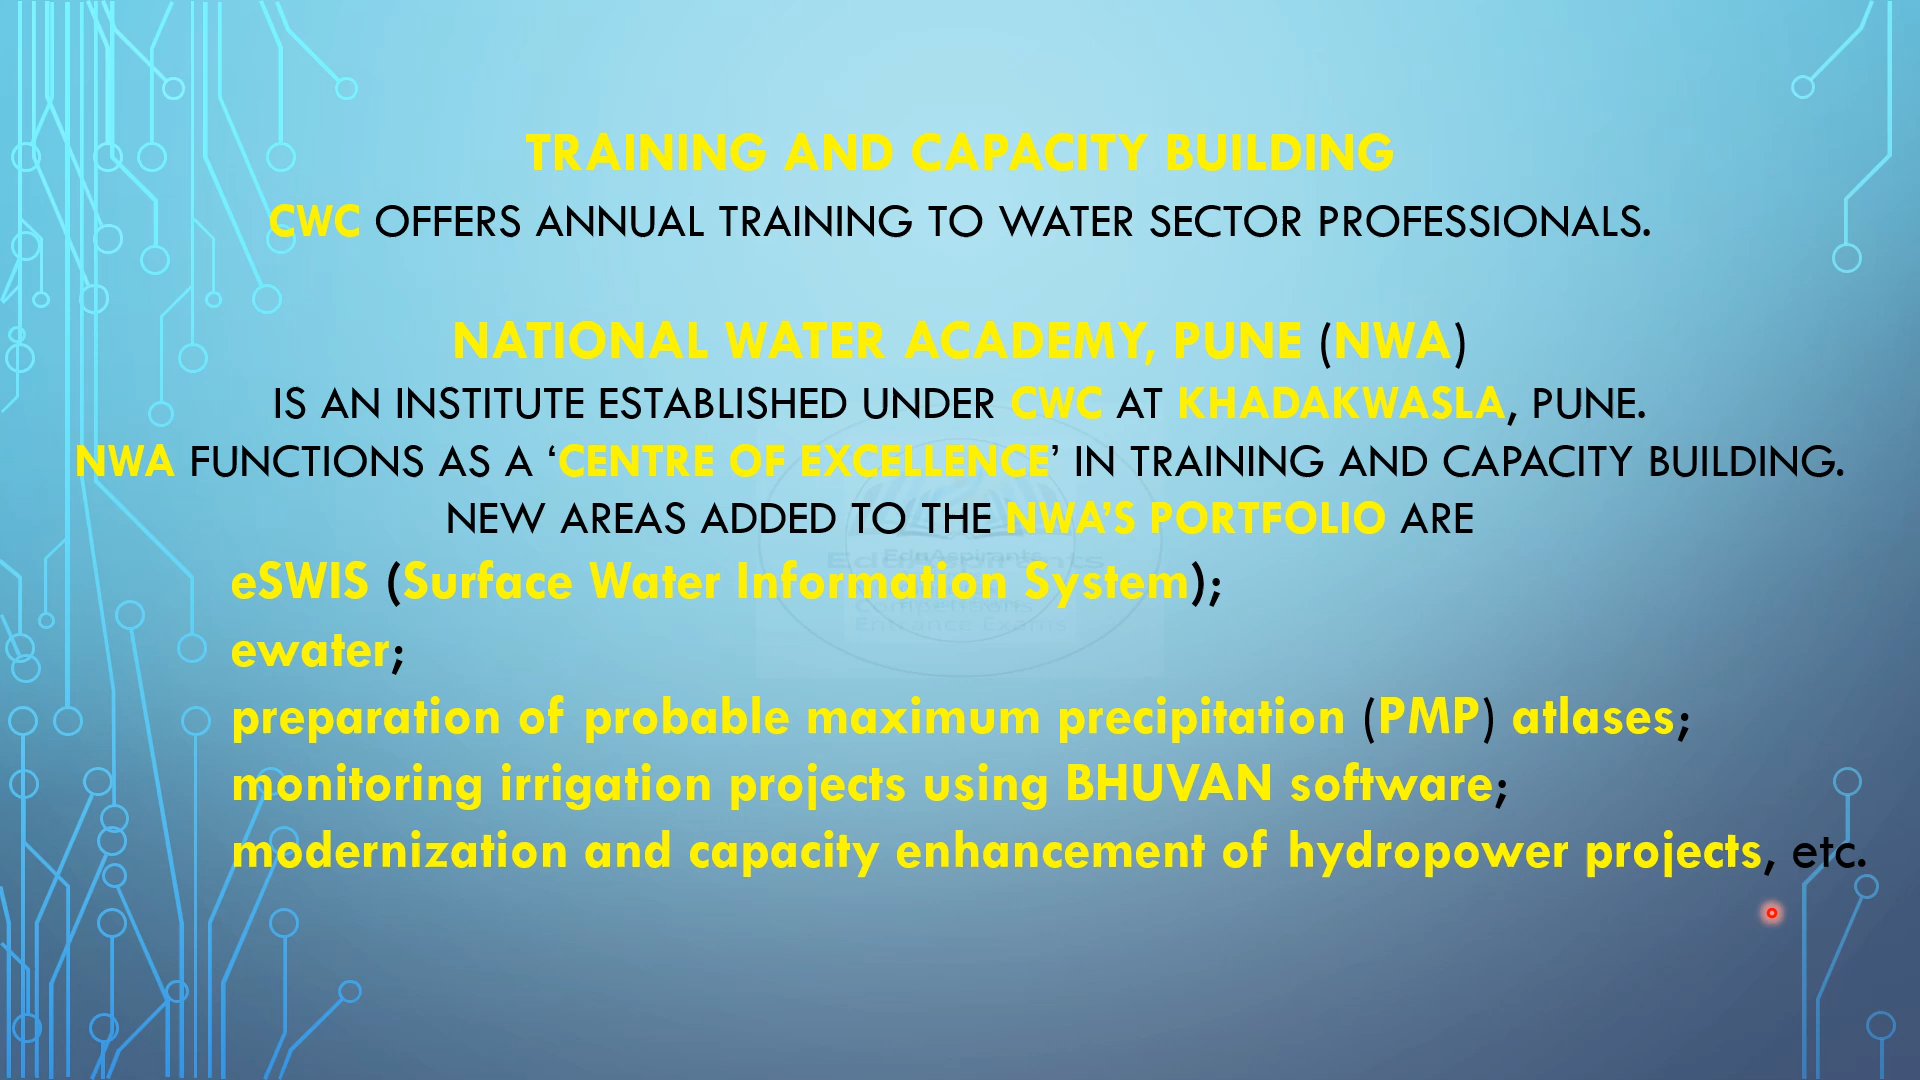 TRAINING AND CAPACITY BUILDING
CWC OFFERS ANNUAL TRAINING TO WATER SECTOR PROFESSIONALS.
NATIONAL WATER ACADEMY, PUNE (NWA)
IS AN INSTITUTE ESTABLISHED UNDER CWC AT KHADAKWASLA, PUNE.
NWA FUNCTIONS AS A ‘CENTRE OF EXCELLENCE’ IN TRAINING AND CAPACITY BUILDING.
NEW AREAS ADDED TO THE NWA’S PORTFOLIO ARE
eSWIS (Surface Water Information System);
ewater;
preparation of probable maximum precipitation (PMP) atlases;
monitoring irrigation projects using BHUVAN software;
modernization and capacity enhancement of hydropower projects, etc.
EduAspirants
Entrance Exams